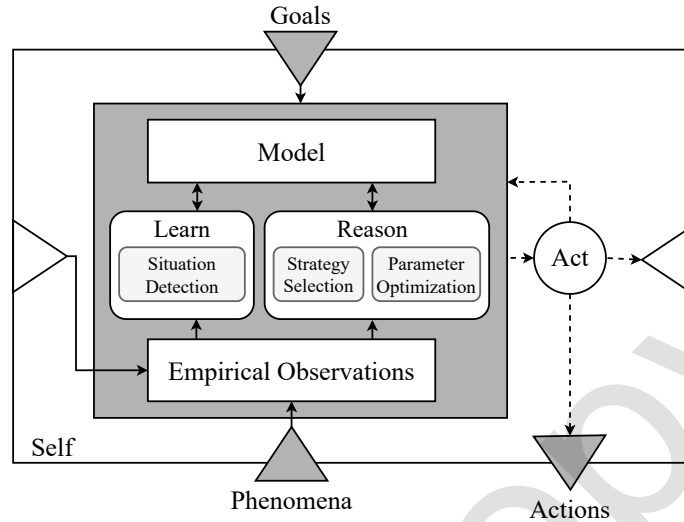 Goals
Model
Learn
Reason
Situation
Detection
Strategy
Selection
Parameter
Optimization
Act
Empirical Observations
Self
Phenomena
Actions